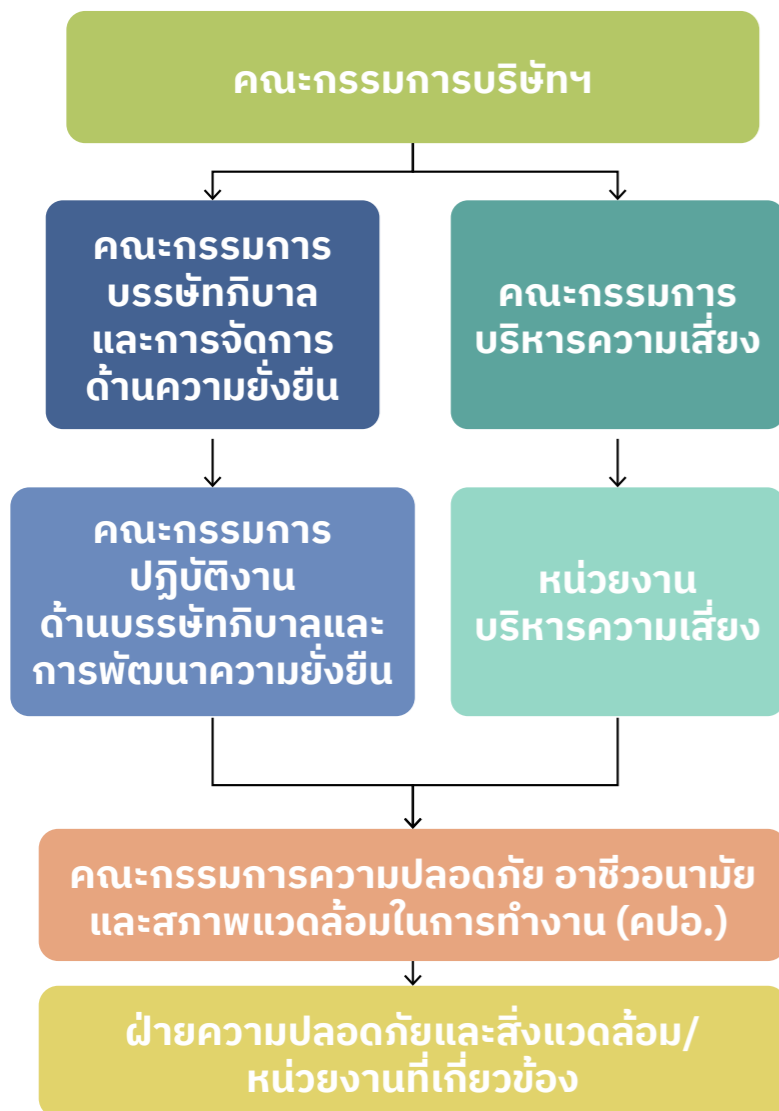 คณะกรรมการบริษัทฯ
คณะกรรมการ
บรรษัทภิบาล
และการจัดการ
ด้านความยั่งยืน
คณะกรรมการ
บริหารความเสี่ยง
คณะกรรมการ
ปฏิบัติงาน
ด้านบรรษัทภิบาลและ
การพัฒนาความยั่งยืน
หน่วยงาน
บริหารความเสี่ยง
คณะกรรมการความปลอดภัย อาชีวอนามัย
และสภาพแวดล้อมในการทำงาน (คปอ.)
ฝ่ายความปลอดภัยและสิ่งแวดล้อม/
หน่วยงานที่เกี่ยวข้อง